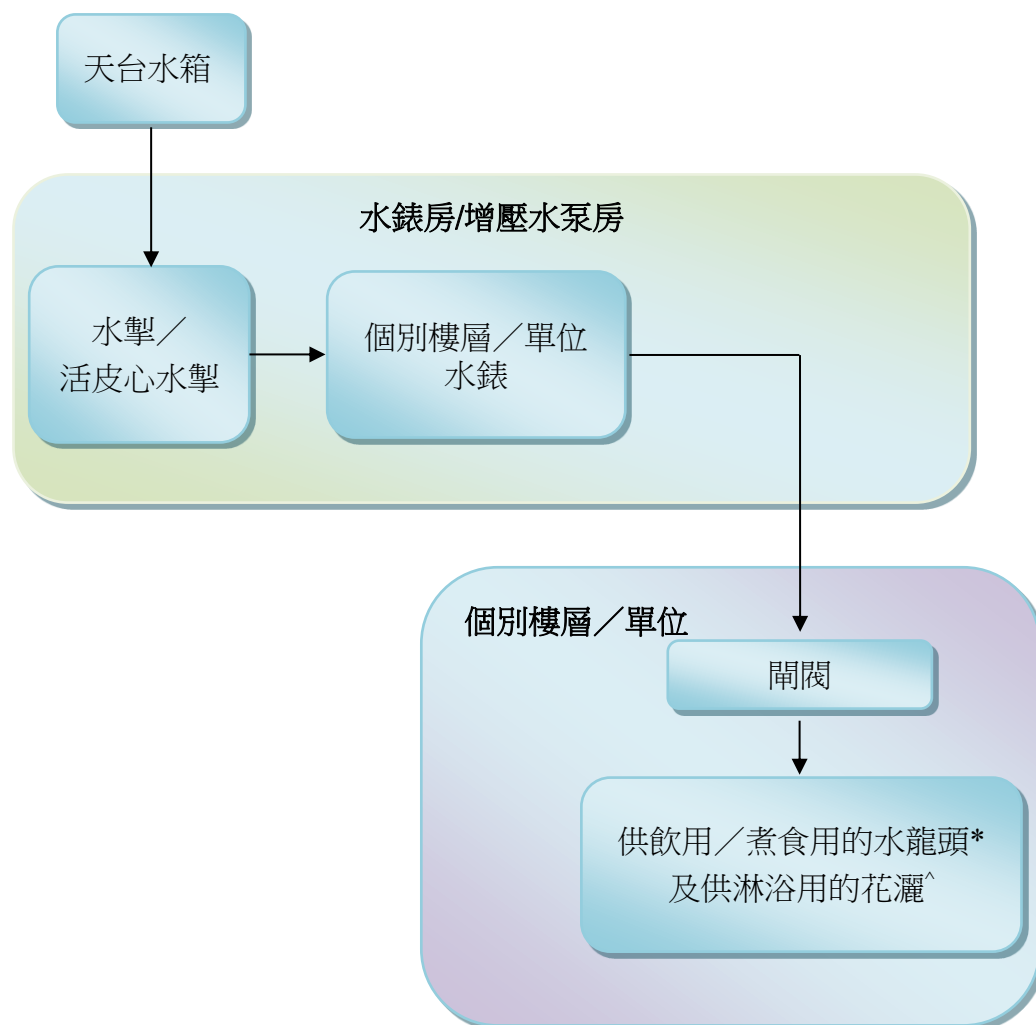 天台水箱
水錶房/增壓水泵房
水掣／
活皮心水掣
個別樓層／單位
水錶
個別樓層／單位
閘閥
供飲用／煮食用的水龍頭*
及供淋浴用的花灑^